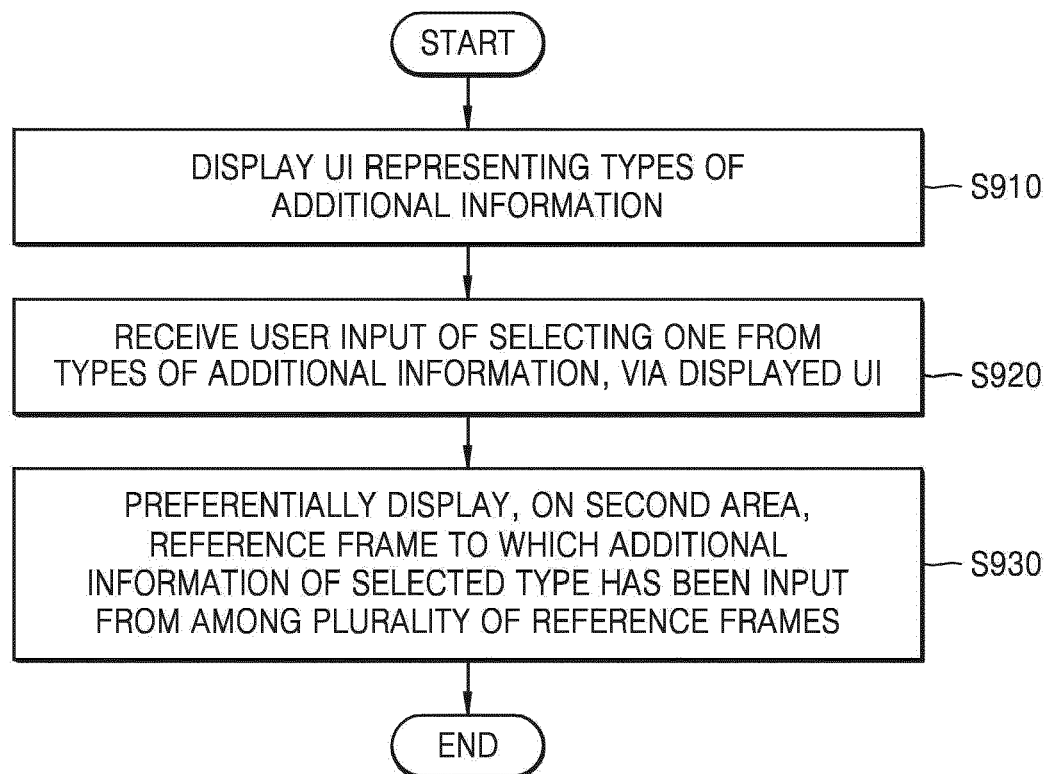 START
DISPLAY UI REPRESENTING TYPES OF
ADDITIONAL INFORMATION
S910
RECEIVE USER INPUT OF SELECTING ONE FROM
TYPES OF ADDITIONAL INFORMATION, VIA DISPLAYED UI
S920
PREFERENTIALLY DISPLAY, ON SECOND AREA,
REFERENCE FRAME TO WHICH ADDITIONAL
INFORMATION OF SELECTED TYPE HAS BEEN INPUT
FROM AMONG PLURALITY OF REFERENCE FRAMES
S930
END